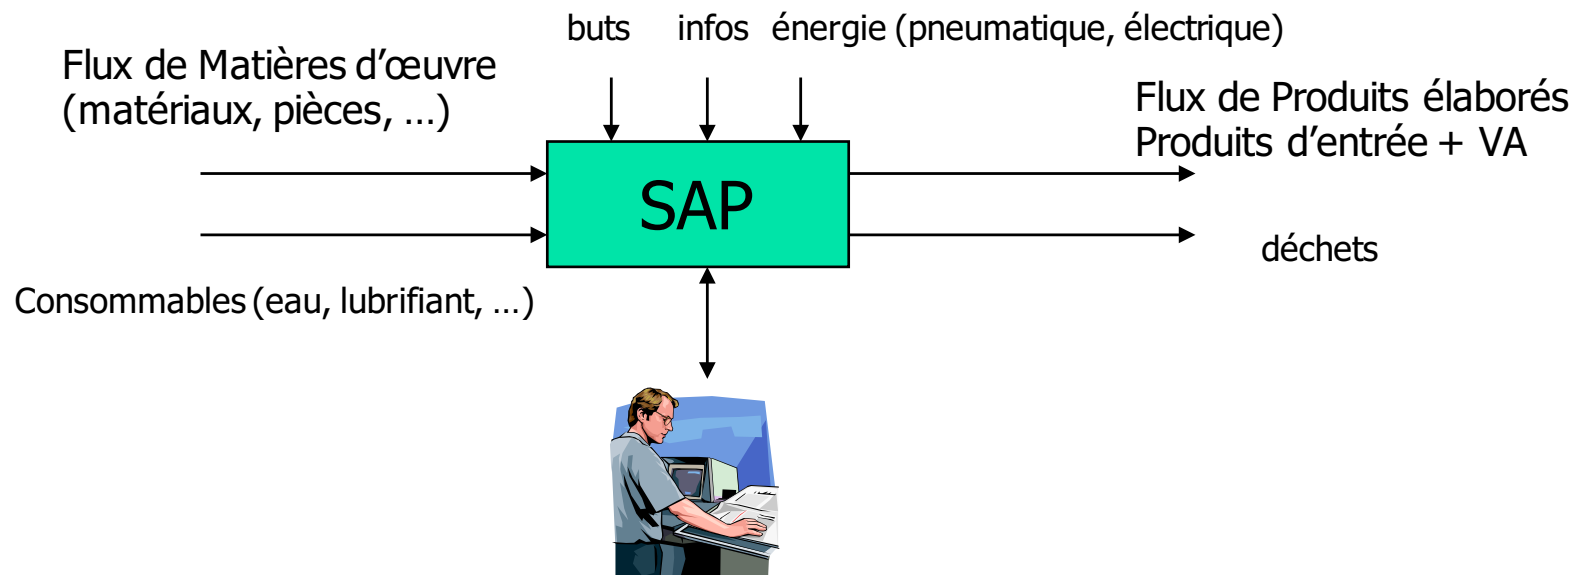 buts infos énergie (pneumatique, électrique)
Flux de Matières d’œuvre
(matériaux, pièces, …)
Flux de Produits élaborés
Produits d’entrée + VA
SAP
déchets
Consommables (eau, lubrifiant, …)